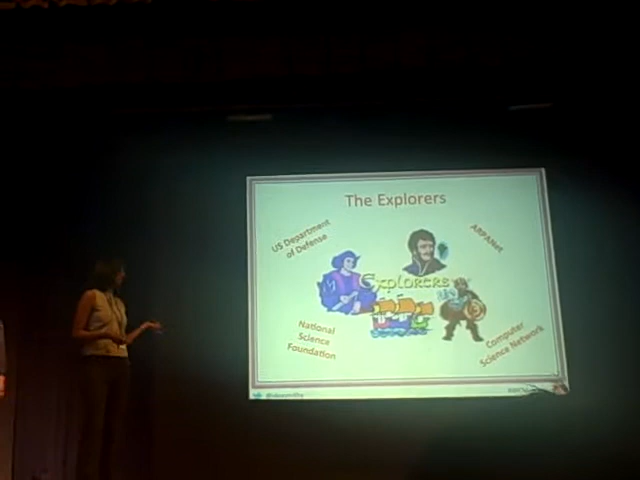 The Explorers
US Department
of Defense
ARPANet
Explorers
National
Science
Foundation
Computer
Science Network